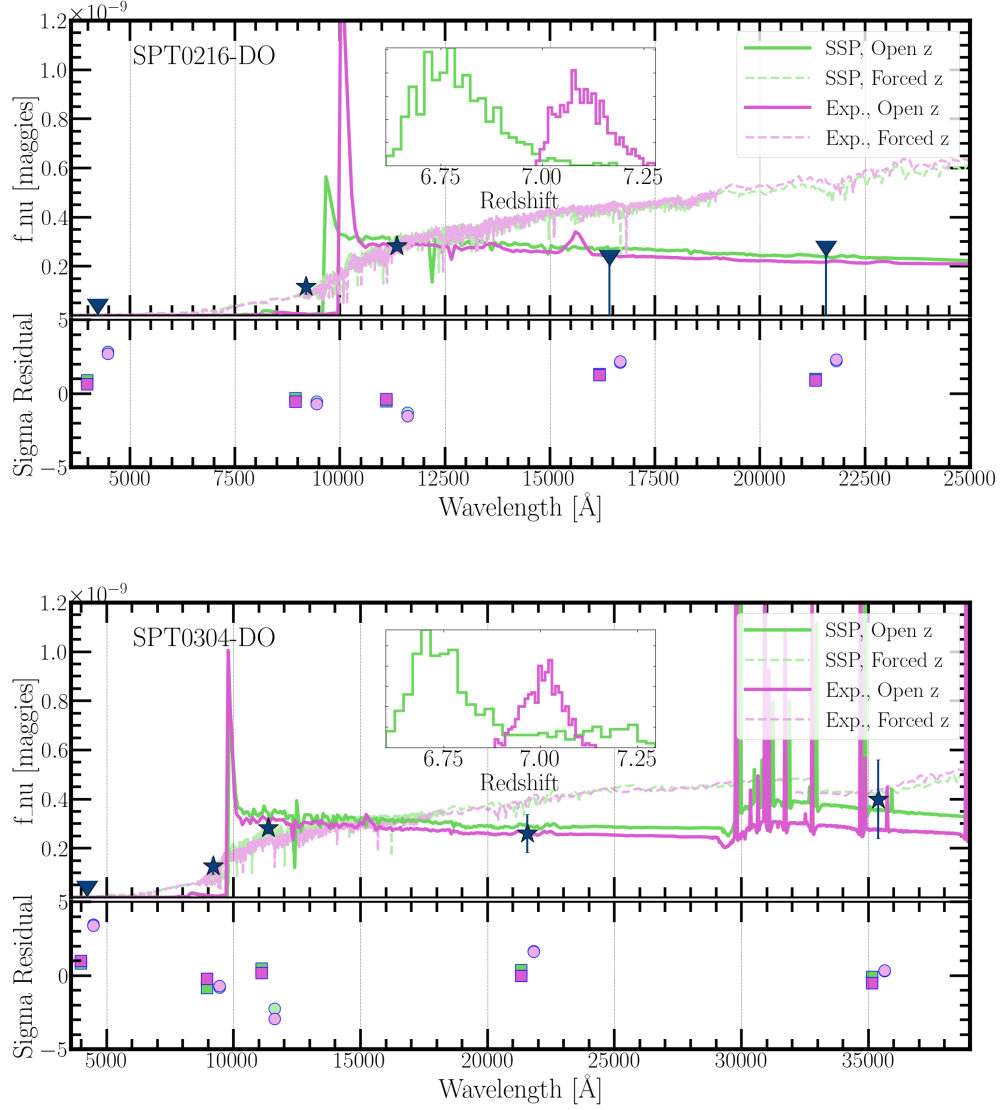 ×10⁻⁹
SPT0216-DO
SSP, Open z
SSP, Forced z
Exp., Open z
Exp., Forced z
f_nu [maggies]
1.2
1.0
0.8
0.6
0.4
0.2
6.75 7.00 7.25
Redshift
Sigma Residual
5
0
−5
5000 7500 10000 12500 15000 17500 20000 22500 25000
Wavelength [Å]
×10⁻⁹
SPT0304-DO
SSP, Open z
SSP, Forced z
Exp., Open z
Exp., Forced z
f_nu [maggies]
1.2
1.0
0.8
0.6
0.4
0.2
6.75 7.00 7.25
Redshift
Sigma Residual
5
0
−5
5000 10000 15000 20000 25000 30000 35000
Wavelength [Å]